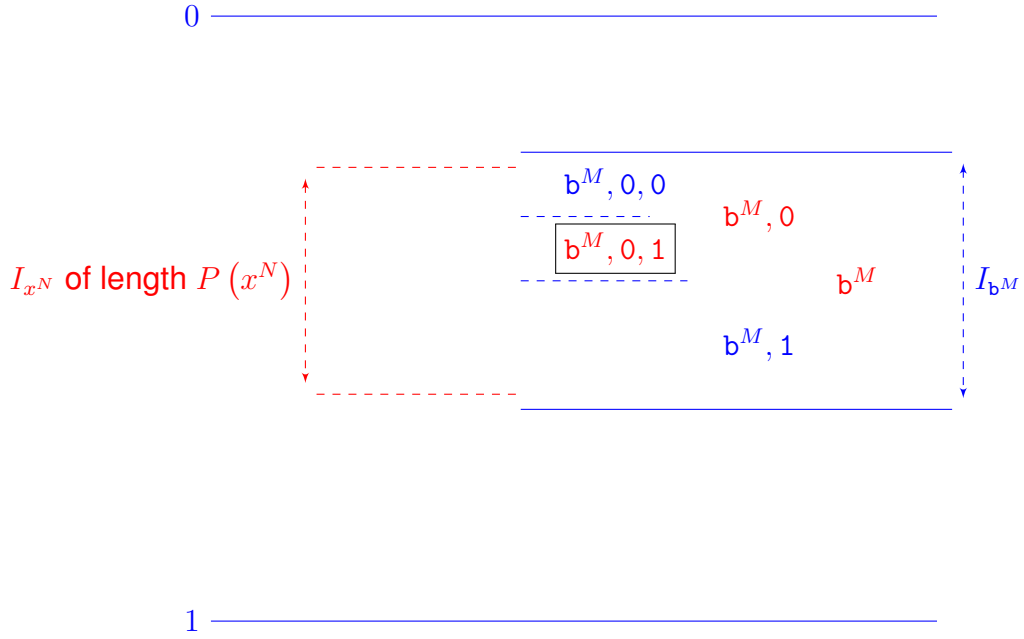 0
b^M, 0, 0
b^M, 0
b^M, 0, 1
I_{x^N} of length P (x^N)
b^M
I_{b^M}
b^M, 1
1